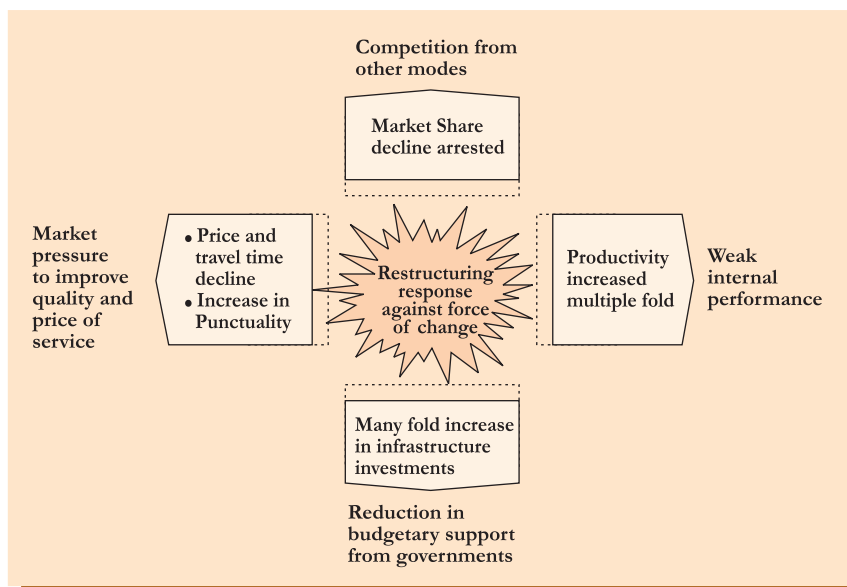 Competition from
other modes
Market Share
decline arrested
Market
pressure
to improve
quality and
price of
service
• Price and
travel time
decline
• Increase in
Punctuality
Restructuring
response
against force
of change
Productivity
increased
multiple fold
Weak
internal
performance
Many fold increase
in infrastructure
investments
Reduction in
budgetary support
from governments